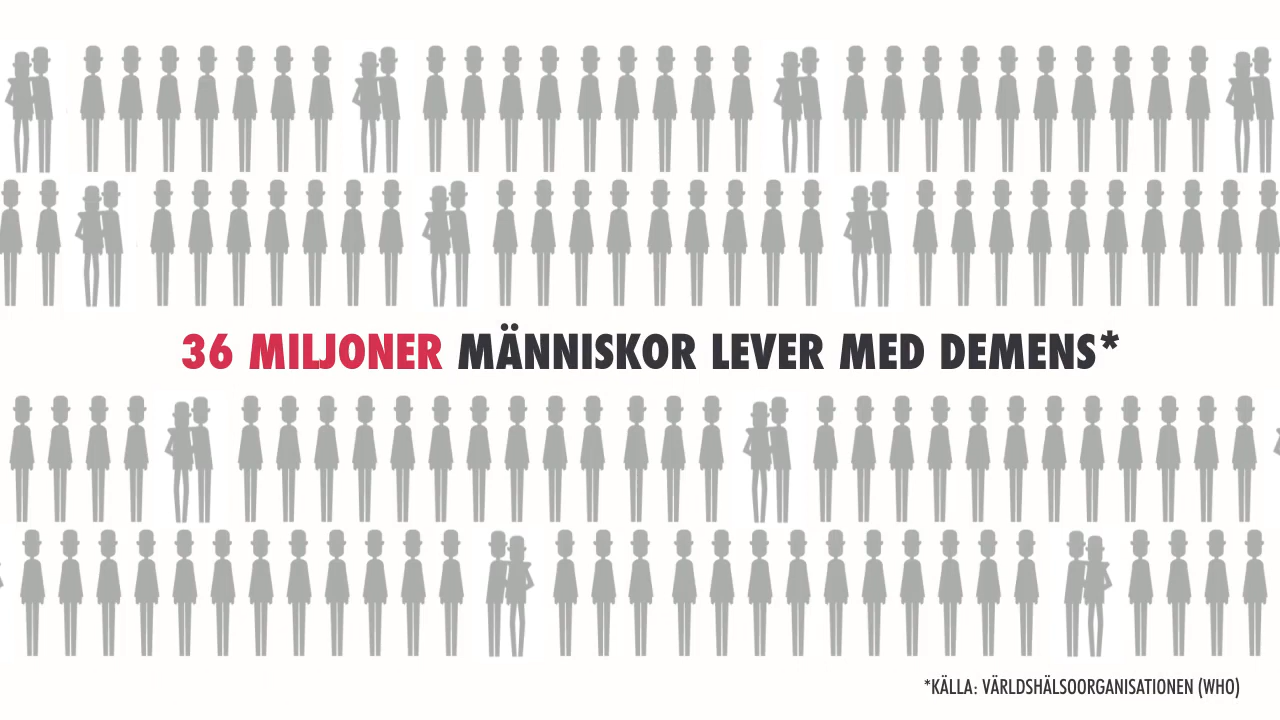 36 MILJONER MÄNNISKOR LEVER MED DEMENS*
*KÄLLA: VÄRLDSHÄLSOORGANISATIONEN (WHO)